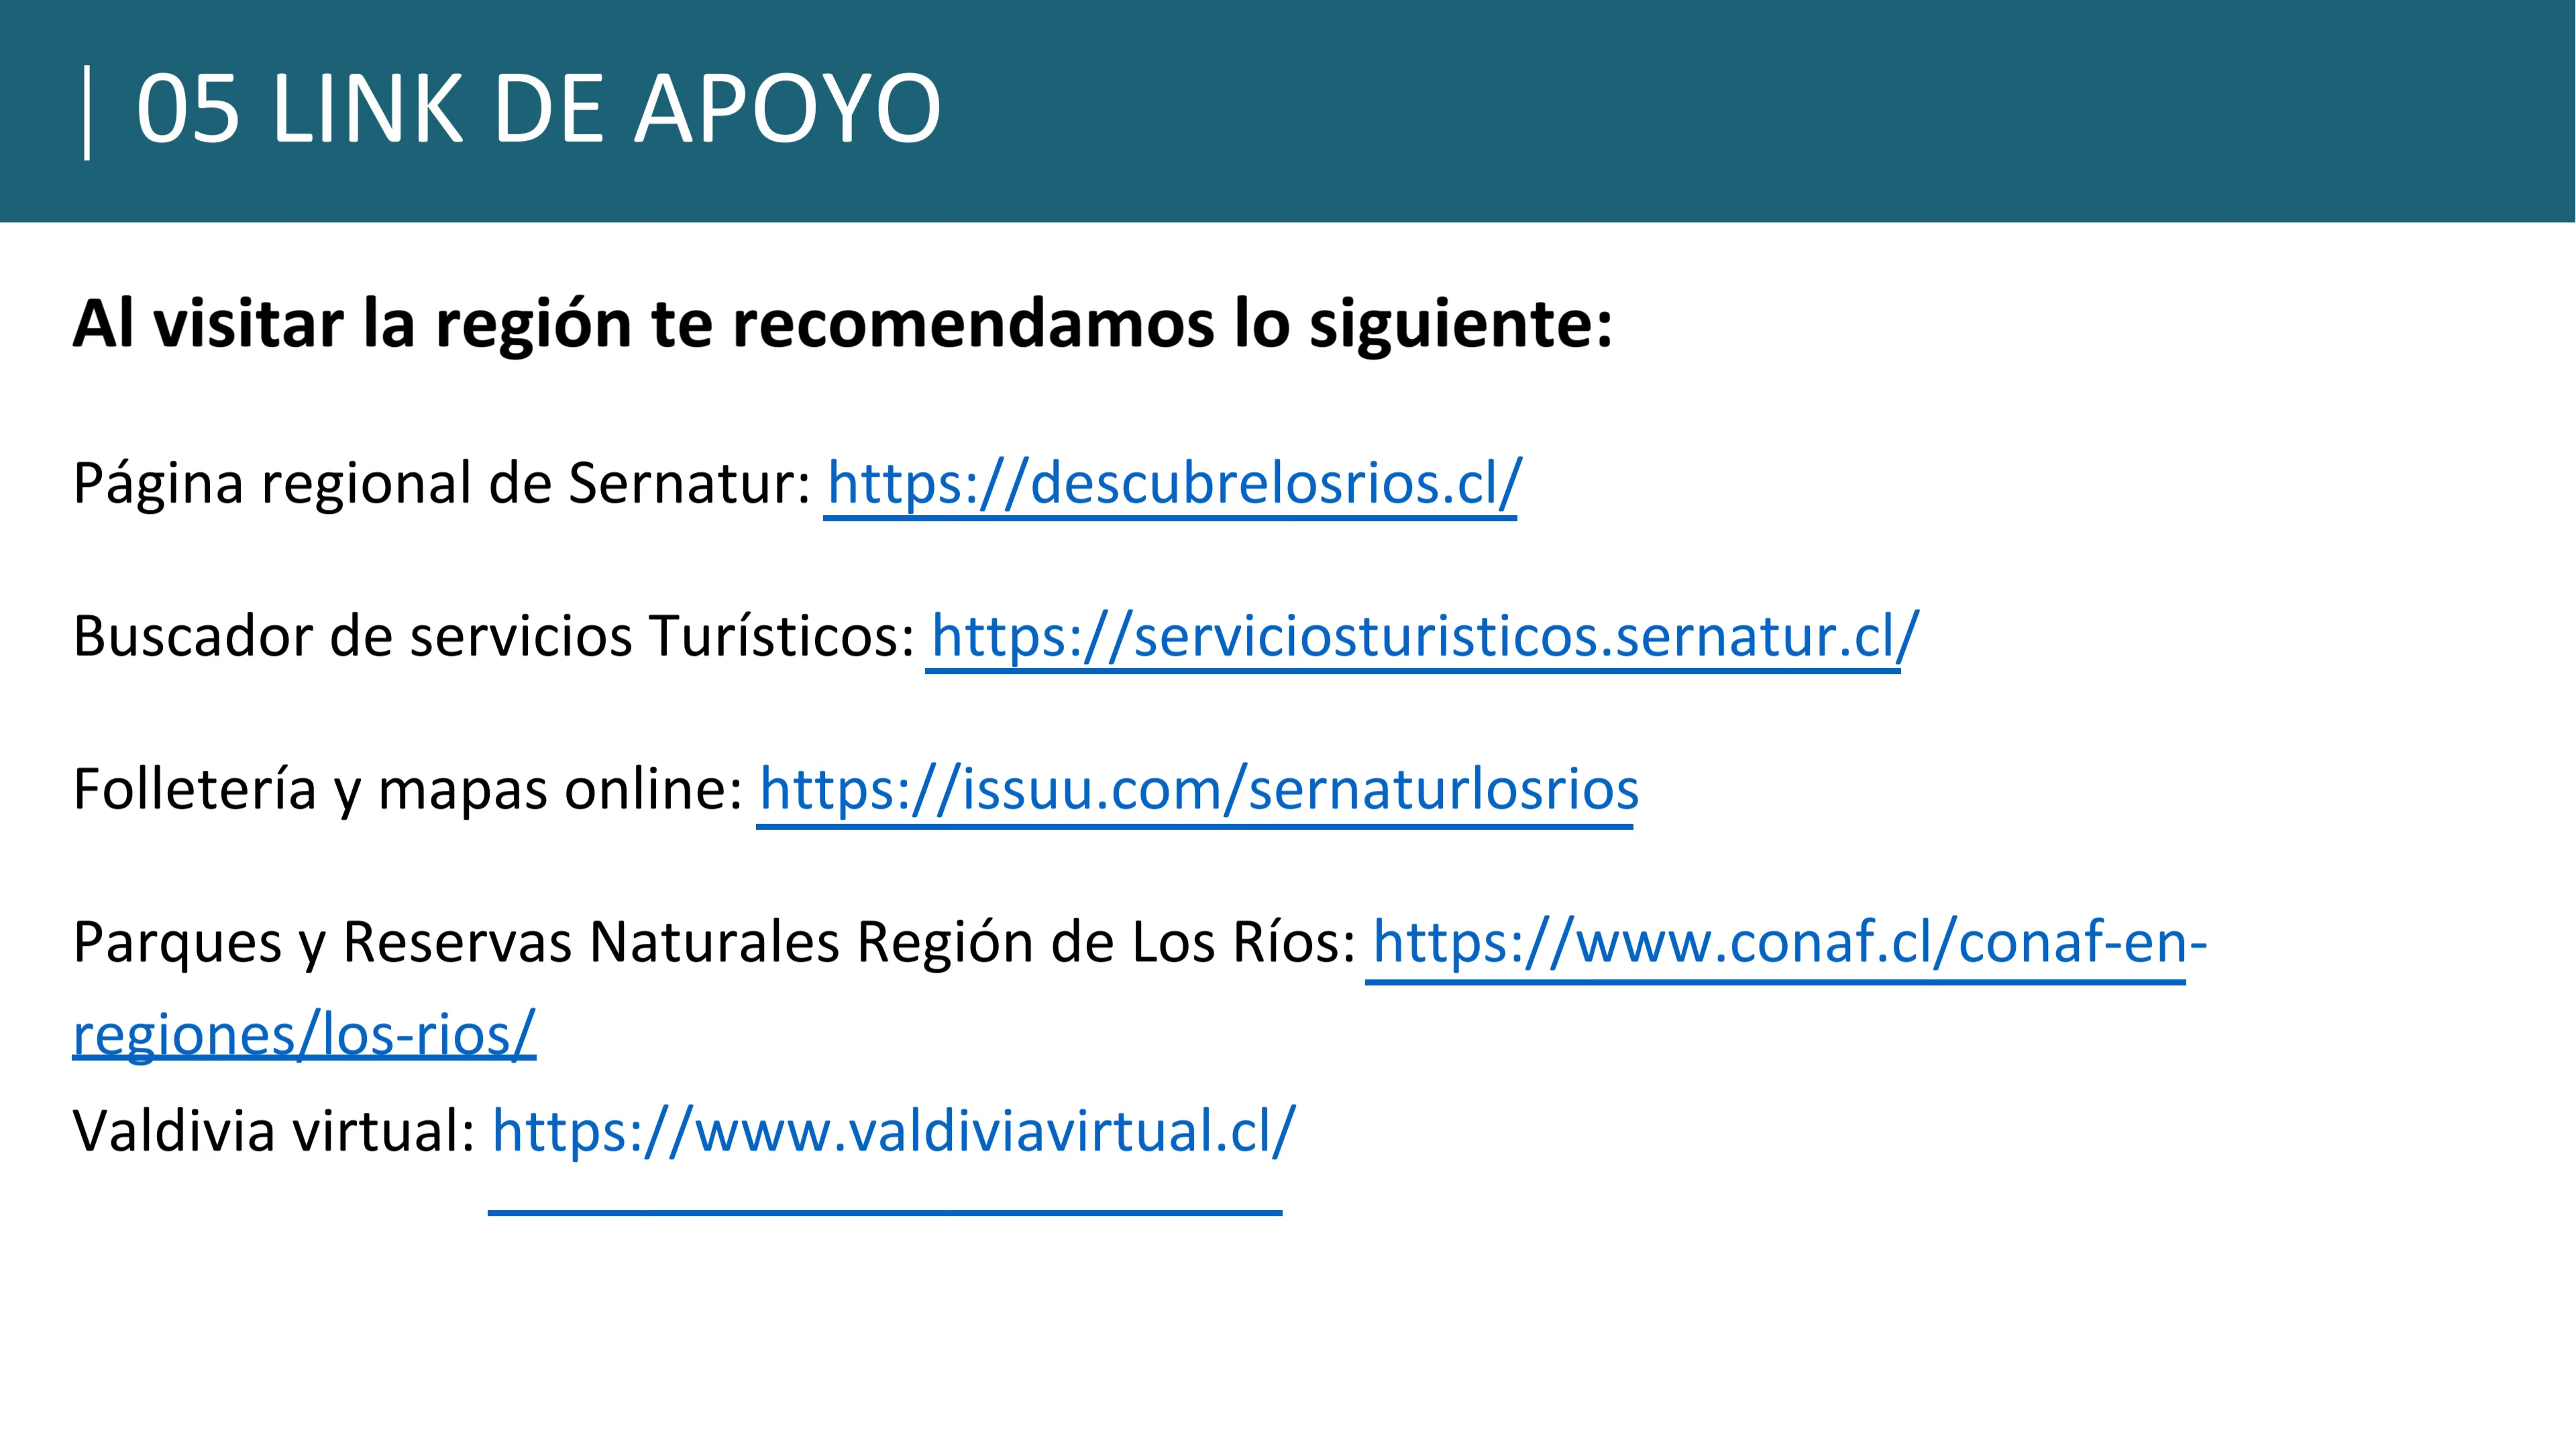 | 05 LINK DE APOYO
Al visitar la región te recomendamos lo siguiente:
Página regional de Sernatur: https://descubrelosrios.cl/
Buscador de servicios Turísticos: https://serviciosturisticos.sernatur.cl/
Folletería y mapas online: https://issuu.com/sernaturlosrios
Parques y Reservas Naturales Región de Los Ríos: https://www.conaf.cl/conaf-en-
regiones/los-rios/
Valdivia virtual: https://www.valdiviavirtual.cl/